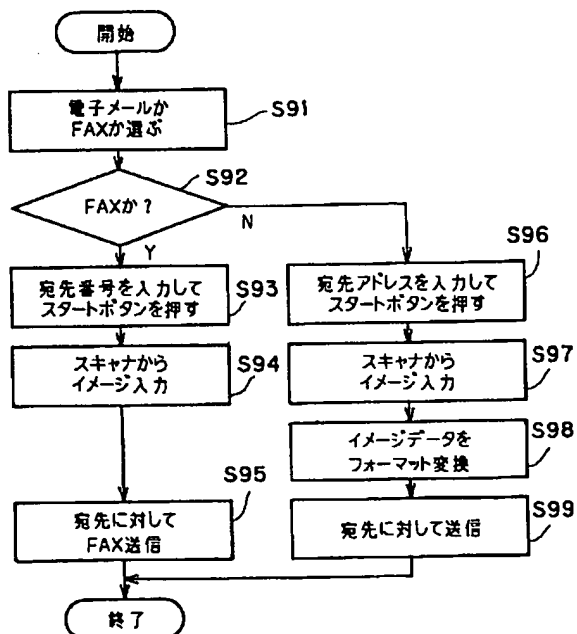 開始
電子メールか
FAXか選ぶ
S91
S92
FAXか?
N
Y
宛先番号を入力して
スタートボタンを押す
S93
スキャナから
イメージ入力
S94
S95
宛先に対して
FAX送信
S96
宛先アドレスを入力して
スタートボタンを押す
スキャナから
イメージ入力
S97
イメージデータを
フォーマット変換
S98
宛先に対して送信
S99
終了